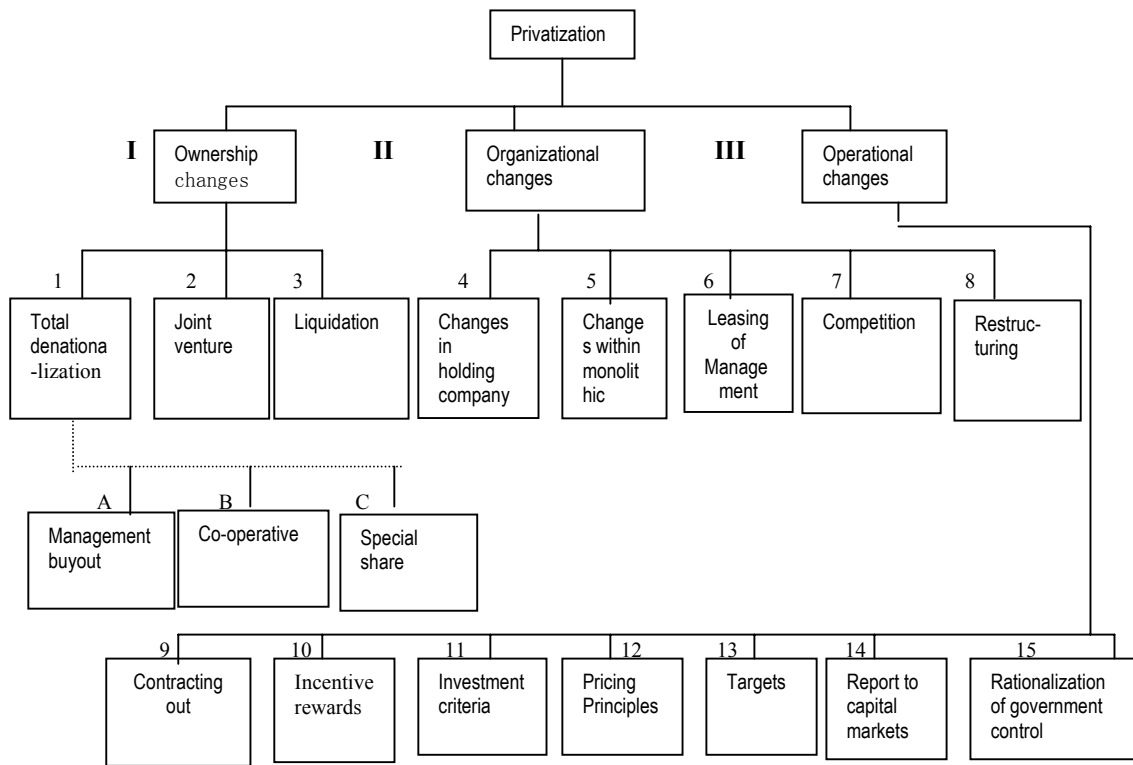 Privatization
I
Ownership
changes
II
Organizational
changes
III
Operational
changes
1
Total
denationa
-lization
2
Joint
venture
3
Liquidation
4
Changes
in
holding
company
5
Change
s within
monolit
hic
6
Leasing
of
Manage
ment
7
Competition
8
Restruc-
turing
A
Management
buyout
B
Co-operative
C
Special
share
9
Contracting
out
10
Incentive
rewards
11
Investment
criteria
12
Pricing
Principles
13
Targets
14
Report to
capital
markets
15
Rationalization
of government
control